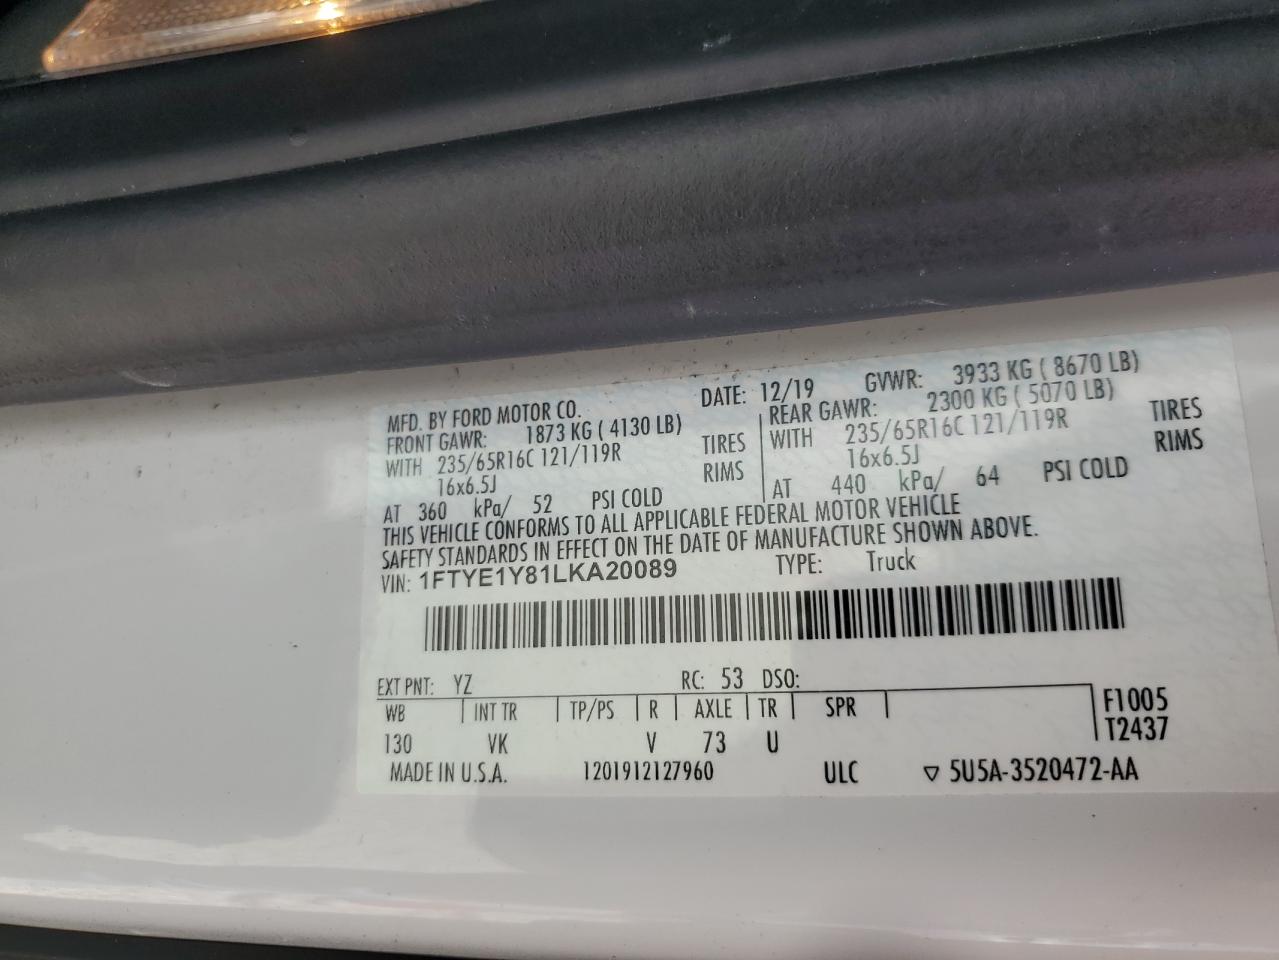 MFD. BY FORD MOTOR CO. DATE: 12/19 GVWR: 3933 KG ( 8670 LB)
FRONT GAWR: 1873 KG ( 4130 LB) REAR GAWR: 2300 KG ( 5070 LB)
WITH 235/65R16C 121/119R TIRES WITH 235/65R16C 121/119R TIRES
16x6.5J RIMS 16x6.5J RIMS
AT 360 kPa/ 52 PSI COLD AT 440 kPa/ 64 PSI COLD
THIS VEHICLE CONFORMS TO ALL APPLICABLE FEDERAL MOTOR VEHICLE
SAFETY STANDARDS IN EFFECT ON THE DATE OF MANUFACTURE SHOWN ABOVE.
VIN: 1FTYE1Y81LKA20089 TYPE: Truck
EXT PNT: YZ RC: 53 DSO:
WB INT TR TP/PS R AXLE TR SPR F1005
130 VK V 73 U T2437
MADE IN U.S.A. 1201912127960 ULC ▽ 5U5A-3520472-AA